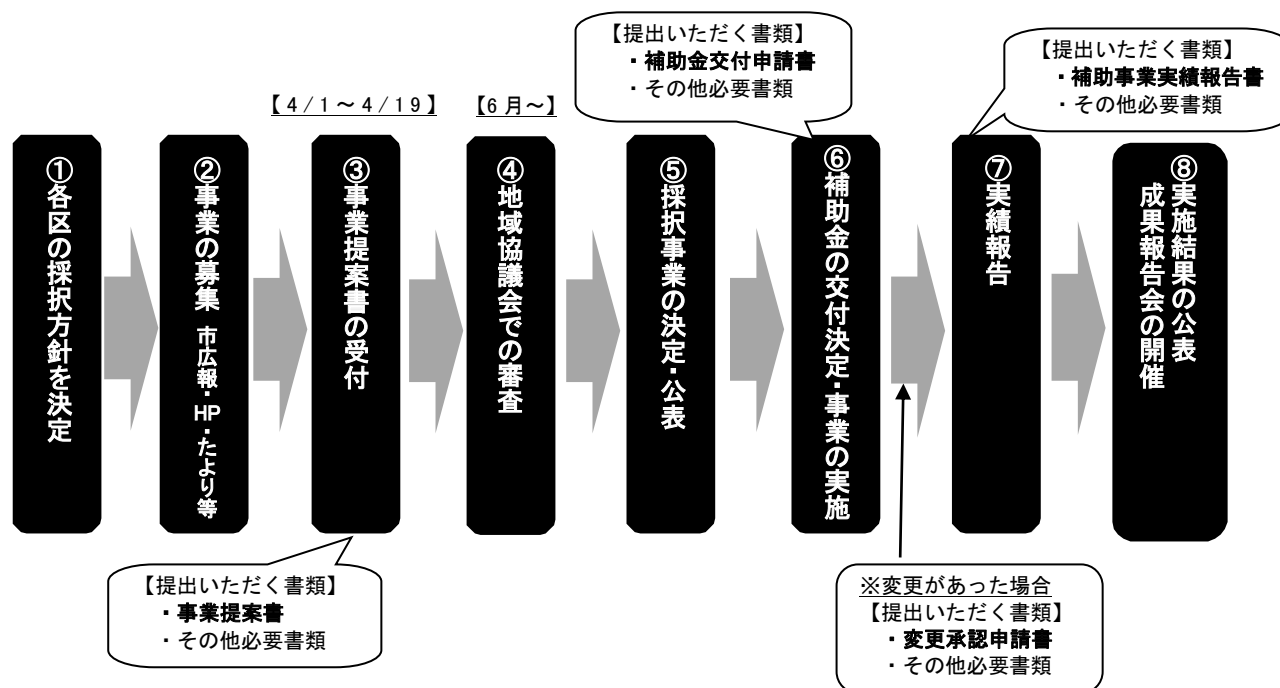 【提出いただく書類】
・補助金交付申請書
・その他必要書類
【提出いただく書類】
・補助事業実績報告書
・その他必要書類
【4/1～4/19】
【6月～】
①各区の採択方針を決定
②事業の募集 市広報・HP・たより等
③事業提案書の受付
④地域協議会での審査
⑤採択事業の決定・公表
⑥補助金の交付決定・事業の実施
⑦実績報告
⑧実施結果の公表
成果報告会の開催
【提出いただく書類】
・事業提案書
・その他必要書類
※変更があった場合
【提出いただく書類】
・変更承認申請書
・その他必要書類